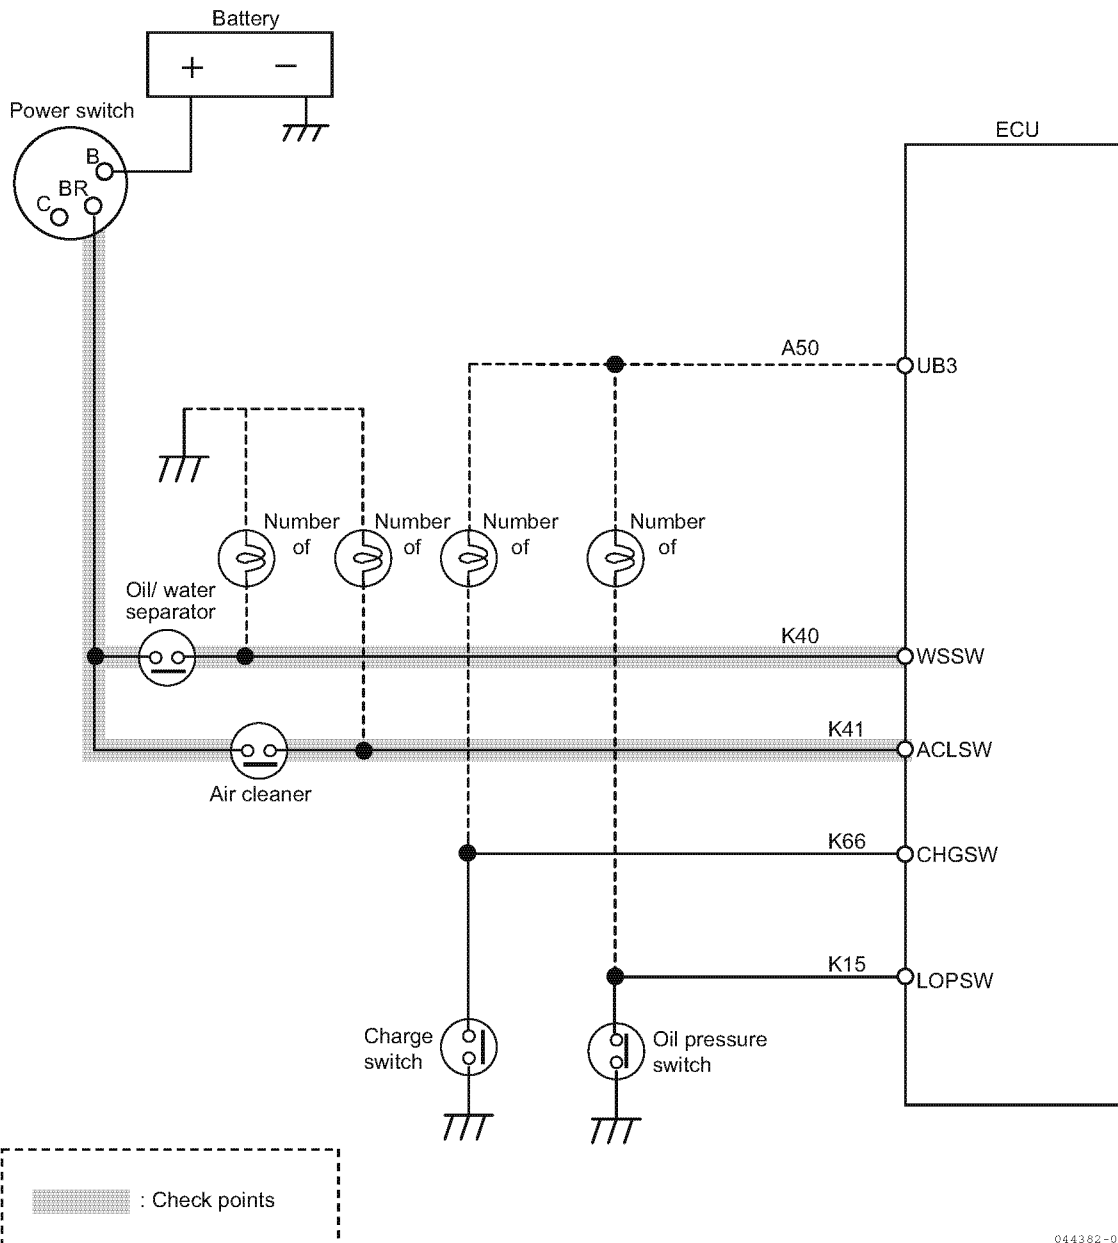 Battery
+ −
Power switch
B
BR
C
ECU
A50
UB3
Number
of
Number
of
Number
of
Number
of
Oil/ water
separator
K40
WSSW
K41
ACLSW
Air cleaner
K66
CHGSW
K15
LOPSW
Charge
switch
Oil pressure
switch
: Check points
044382-0